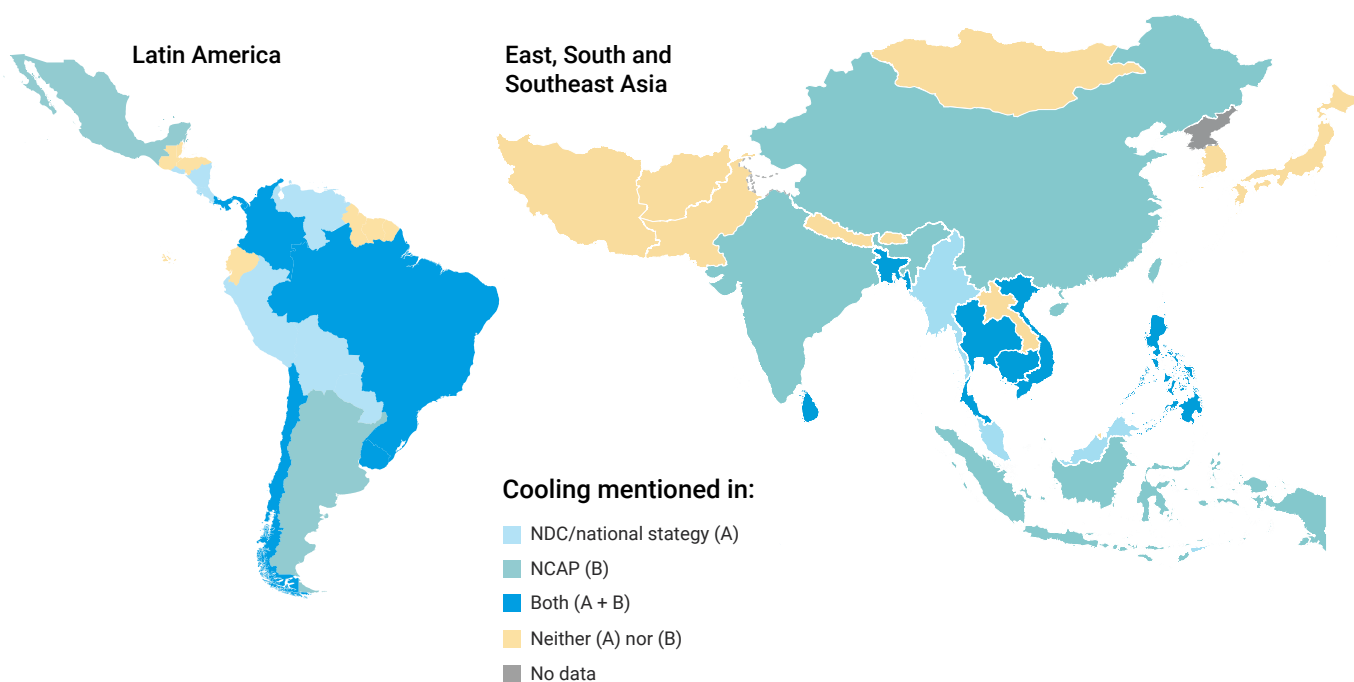 Latin America
East, South and
Southeast Asia
Cooling mentioned in:
NDC/national stategy (A)
NCAP (B)
Both (A + B)
Neither (A) nor (B)
No data